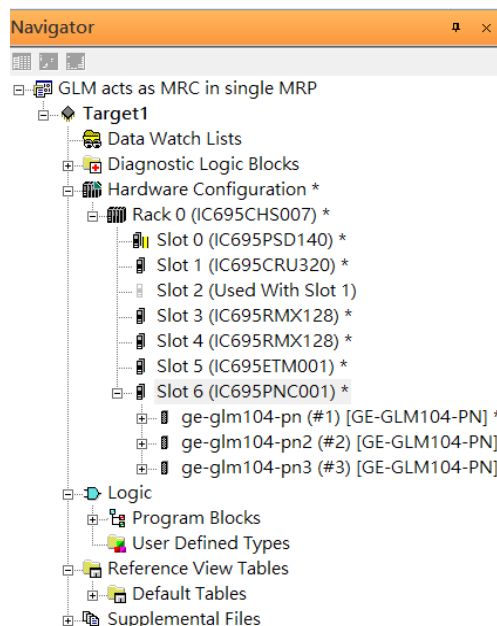 Navigator
GLM acts as MRC in single MRP
Target1
Data Watch Lists
Diagnostic Logic Blocks
Hardware Configuration *
Rack 0 (IC695CHS007) *
Slot 0 (IC695PSD140) *
Slot 1 (IC695CRU320) *
Slot 2 (Used With Slot 1)
Slot 3 (IC695RMX128) *
Slot 4 (IC695RMX128) *
Slot 5 (IC695ETM001) *
Slot 6 (IC695PNC001) *
ge-glm104-pn (#1) [GE-GLM104-PN] *
ge-glm104-pn2 (#2) [GE-GLM104-PN]
ge-glm104-pn3 (#3) [GE-GLM104-PN]
Logic
Program Blocks
User Defined Types
Reference View Tables
Default Tables
Supplemental Files